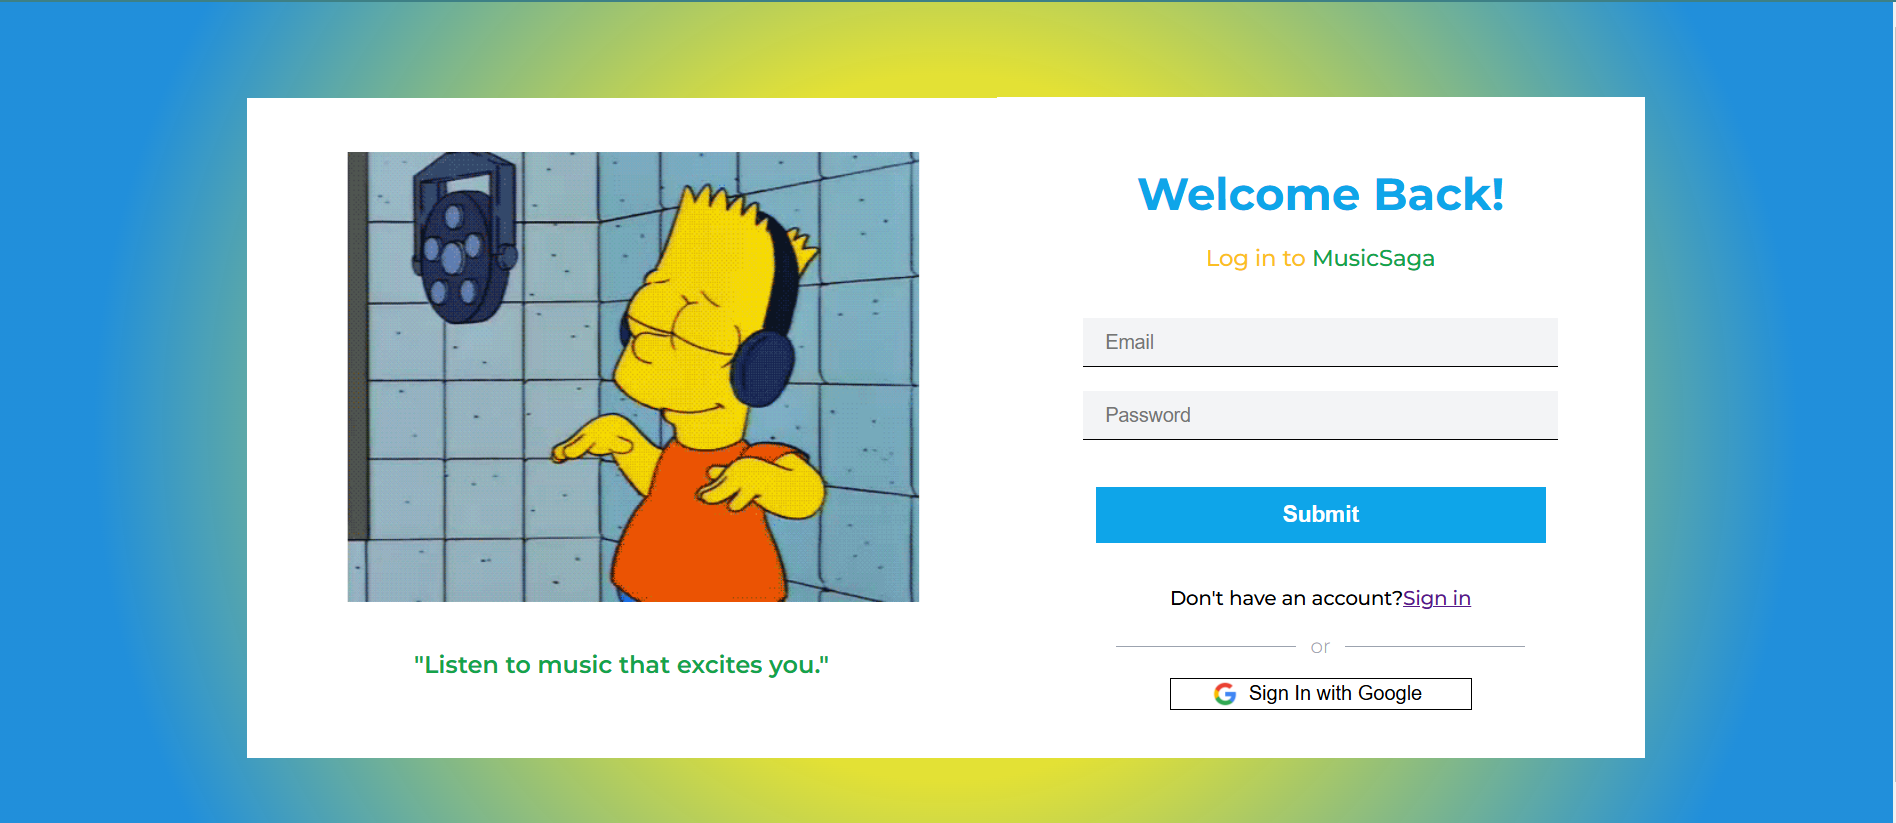 "Listen to music that excites you."
Welcome Back!
Log in to MusicSaga
Email
Password
Submit
Don't have an account?Sign in
or
Sign In with Google